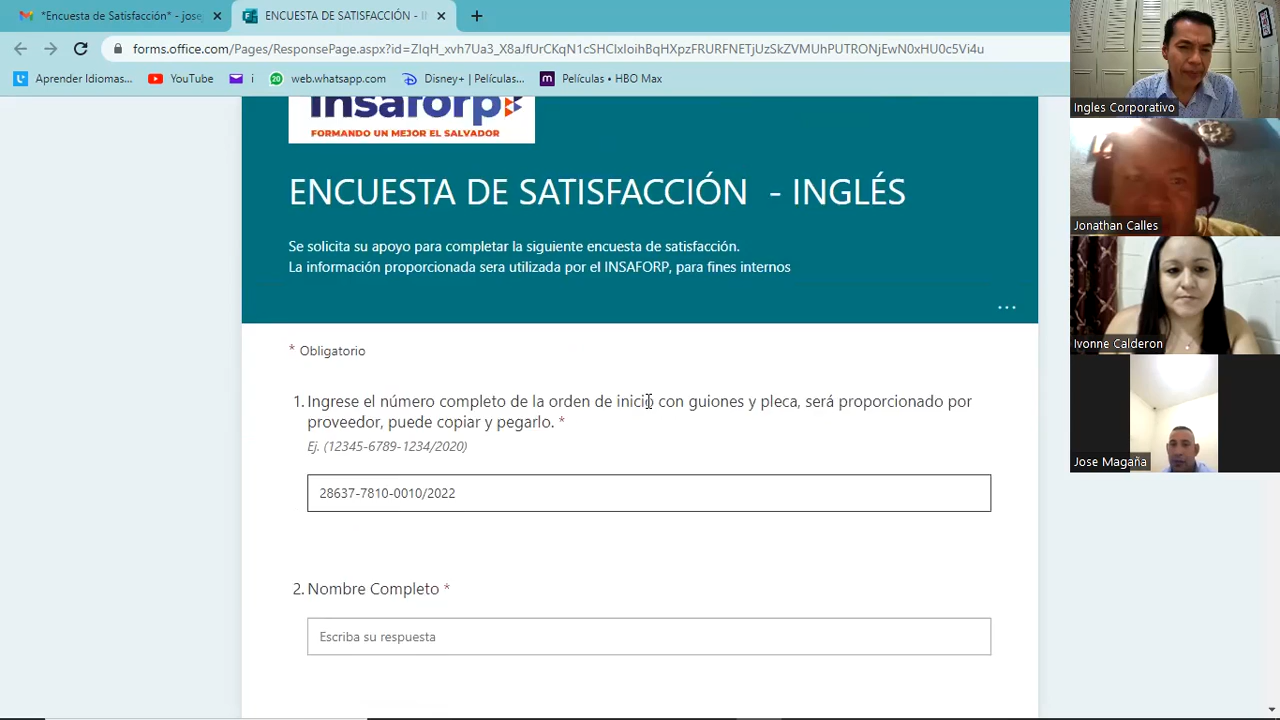 *Encuesta de Satisfacción* - jose
ENCUESTA DE SATISFACCIÓN - I
forms.office.com/Pages/ResponsePage.aspx?id=ZIqH_xvh7Ua3_X8aJfUFCKqN1cSHClxIoihBqHXpzFRURFNETjUzSkZVMUhPUTRONjEwN0xHU0c5Vi4u
Aprender Idiomas...
YouTube
i
web.whatsapp.com
Disney+ | Películas...
Películas • HBO Max
insaforp
FORMANDO UN MEJOR EL SALVADOR
ENCUESTA DE SATISFACCIÓN - INGLÉS
Se solicita su apoyo para completar la siguiente encuesta de satisfacción.
La información proporcionada sera utilizada por el INSAFORP, para fines internos
...
* Obligatorio
1. Ingrese el número completo de la orden de inicio con guiones y pleca, será proporcionado por
proveedor, puede copiar y pegarlo. *
Ej. (12345-6789-1234/2020)
28637-7810-0010/2022
2. Nombre Completo *
Escriba su respuesta
Ingles Corporativo
Jonathan Calles
Ivonne Calderon
Jose Magaña